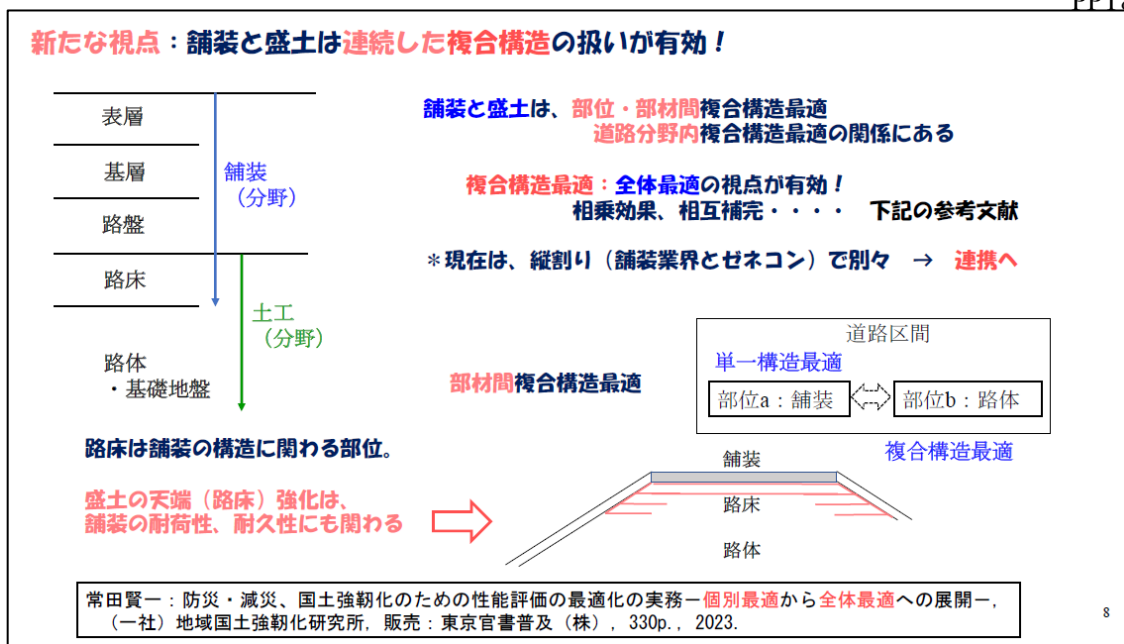 新たな視点：舗装と盛土は連続した複合構造の扱いが有効！
表層
基層
路盤
路床
路体
・基礎地盤
舗装
（分野）
土工
（分野）
舗装と盛土は、部位・部材間複合構造最適
道路分野内複合構造最適の関係にある
複合構造最適：全体最適の視点が有効！
相乗効果、相互補完・・・・　下記の参考文献
＊現在は、縦割り（舗装業界とゼネコン）で別々　→　連携へ
部材間複合構造最適
道路区間
単一構造最適
部位a：舗装
部位b：路体
複合構造最適
路床は舗装の構造に関わる部位。
盛土の天端（路床）強化は、
舗装の耐荷性、耐久性にも関わる
舗装
路床
路体
常田賢一：防災・減災、国土強靭化のための性能評価の最適化の実務－個別最適から全体最適への展開－，
（一社）地域国土強靭化研究所，販売：東京官書普及（株），330p.，2023.
8